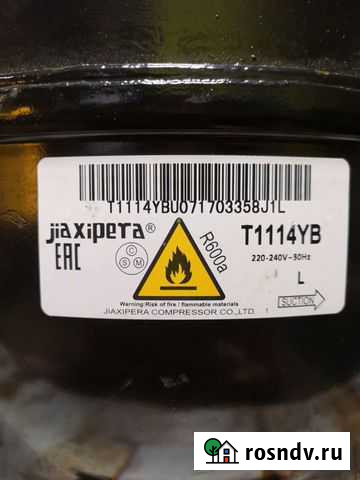 T1114YBU071703358J1L
jiaxipera®
EAC
C S M
R600a
T1114YB
220-240V~50Hz
L
SUCTION
Warning:Risk of fire / flammable materials
JIAXIPERA COMPRESSOR CO.,LTD.
rosndv.ru